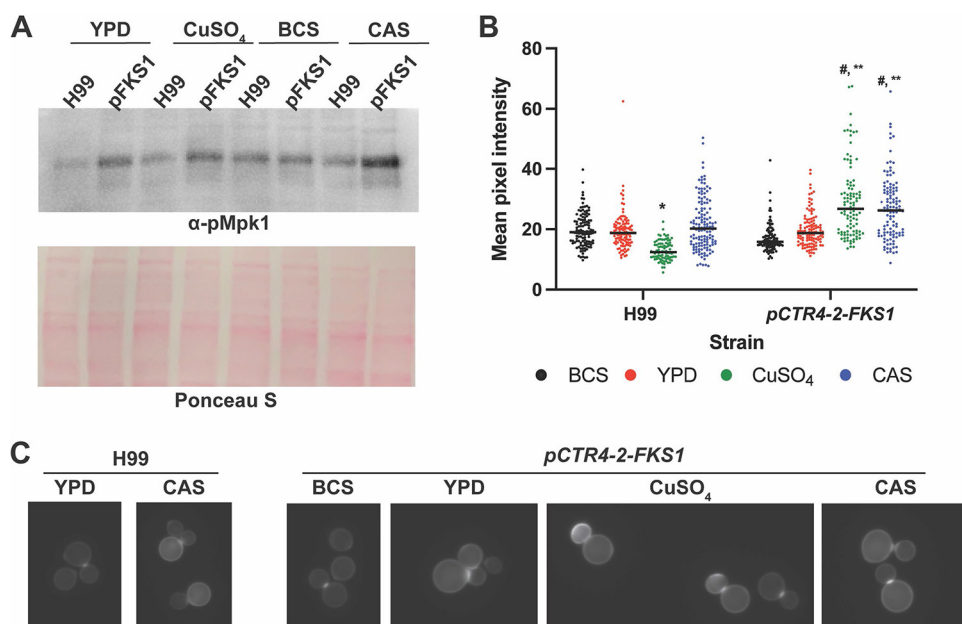 A
YPD CuSO4 BCS CAS
H99 pFKS1 H99 pFKS1 H99 pFKS1 H99 pFKS1
α-pMpk1
Ponceau S
B
Mean pixel intensity
80
60
40
20
0
#, **
#, **
*
H99 pCTR4-2-FKS1
Strain
BCS YPD CuSO4 CAS
C
H99 pCTR4-2-FKS1
YPD CAS BCS YPD CuSO4 CAS